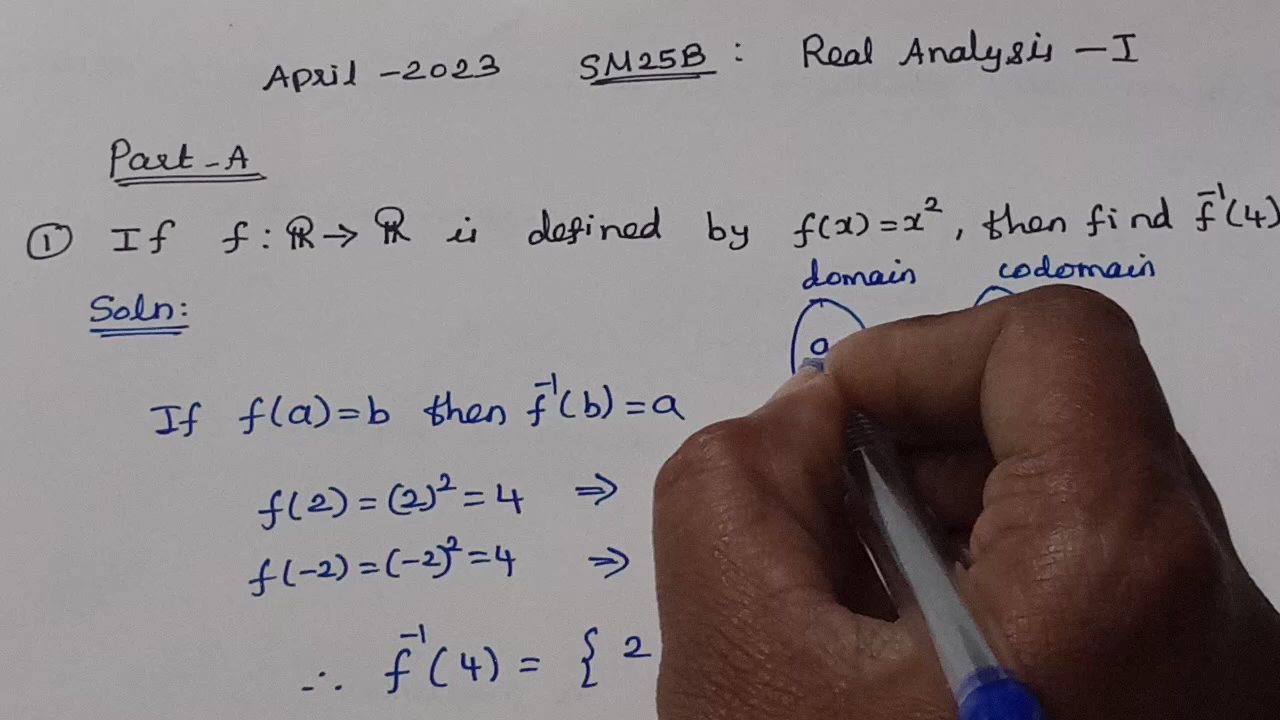 April -2023 SM25B : Real Analysis -I
Part-A
① If f : ℝ → ℝ is defined by f(x)=x², then find f⁻¹(4)
domain codomain
Soln:
a
If f(a)=b then f⁻¹(b)=a
f(2)=(2)²=4 ⇒
f(-2)=(-2)²=4 ⇒
∴ f⁻¹(4) = { 2